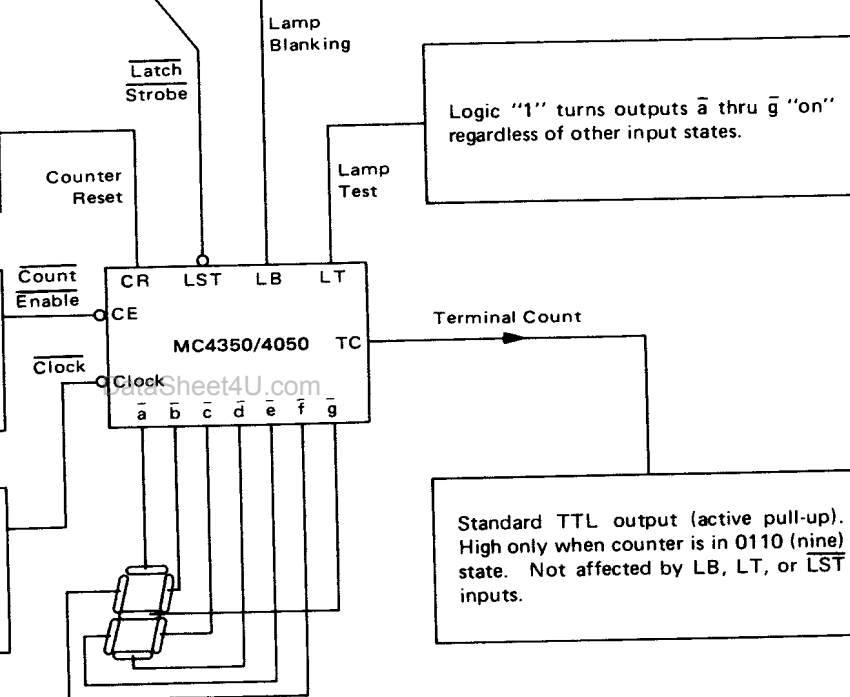 Lamp
Blanking
Latch
Strobe
Logic "1" turns outputs a̅ thru g̅ "on"
regardless of other input states.
Counter
Reset
Lamp
Test
Count
Enable
CR LST LB LT
CE
MC4350/4050 TC
Terminal Count
Clock
Clock
DataSheet4U.com
a̅ b̅ c̅ d̅ e̅ f̅ g̅
Standard TTL output (active pull-up).
High only when counter is in 0110 (nine)
state. Not affected by LB, LT, or L̅S̅T̅
inputs.